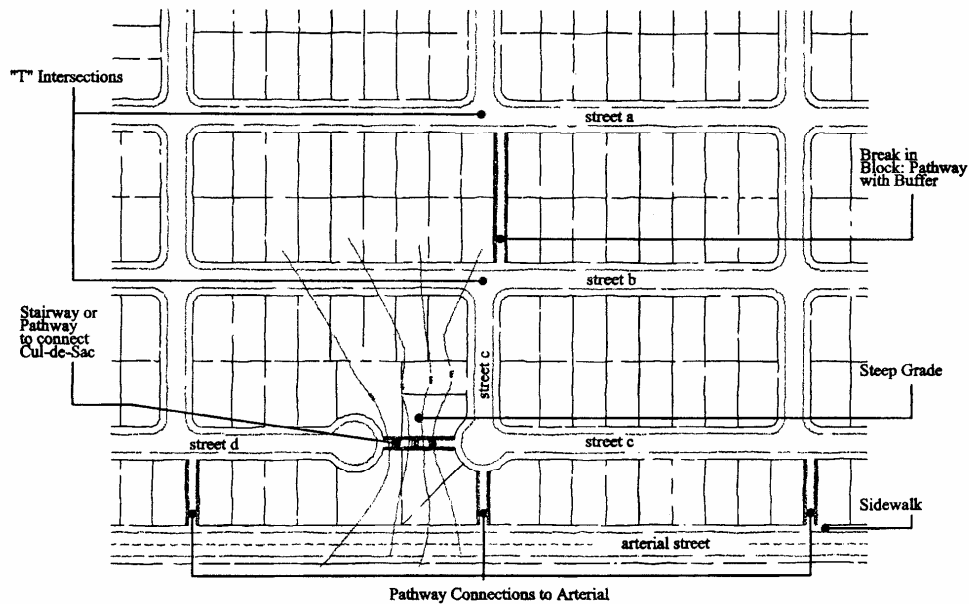 "T" Intersections
street a
Break in
Block: Pathway
with Buffer
street b
Stairway or
Pathway
to connect
Cul-de-Sac
street c
Steep Grade
street d
street c
Sidewalk
arterial street
Pathway Connections to Arterial